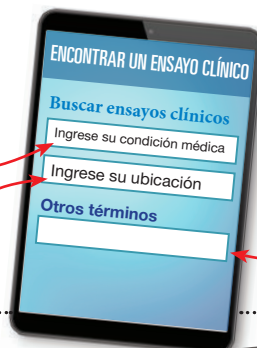 ENCONTRAR UN ENSAYO CLÍNICO
Buscar ensayos clínicos
Ingrese su condición médica
Ingrese su ubicación
Otros términos